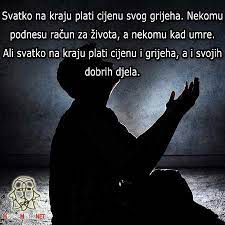 Svatko na kraju plati cijenu svog grijeha. Nekomu
podnesu račun za života, a nekomu kad umre.
Ali svatko na kraju plati cijenu i grijeha, a i svojih
dobrih djela.